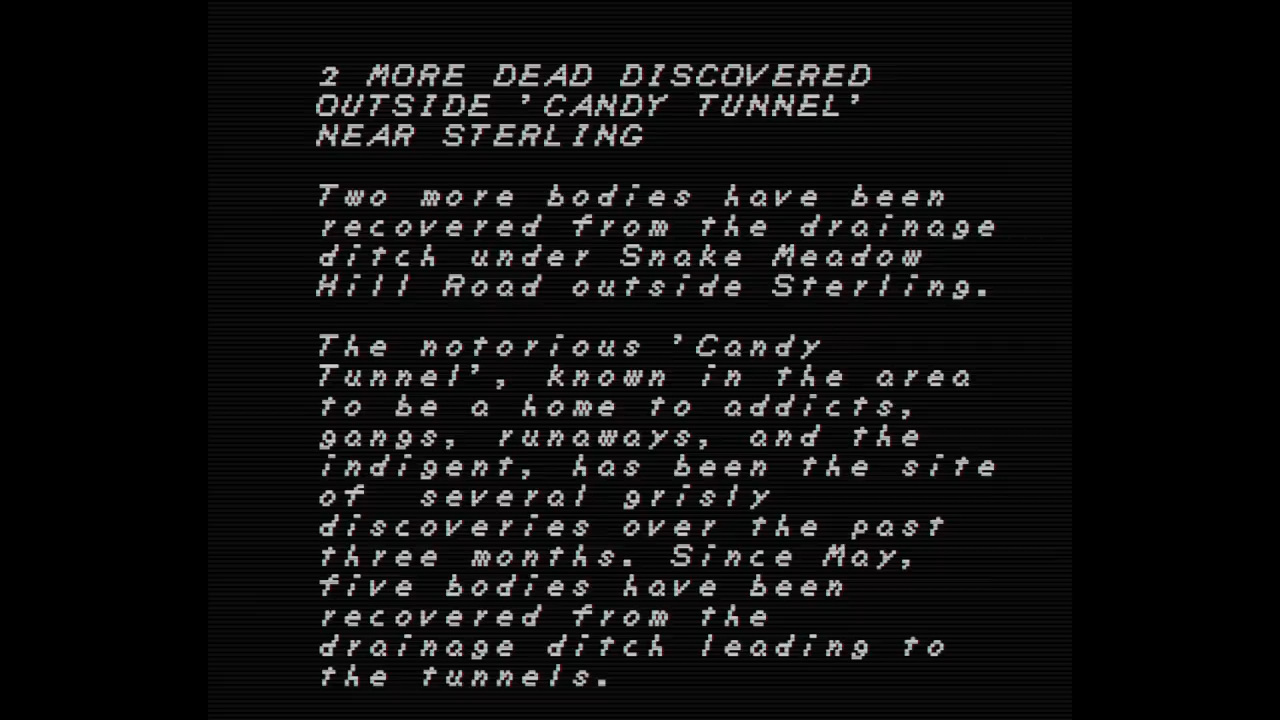 2 MORE DEAD DISCOVERED
OUTSIDE 'CANDY TUNNEL'
NEAR STERLING
Two more bodies have been
recovered from the drainage
ditch under Snake Meadow
Hill Road outside Sterling.
The notorious 'Candy
Tunnel', known in the area
to be a home to addicts,
gangs, runaways, and the
indigent, has been the site
of several grisly
discoveries over the past
three months. Since May,
five bodies have been
recovered from the
drainage ditch leading to
the tunnels.